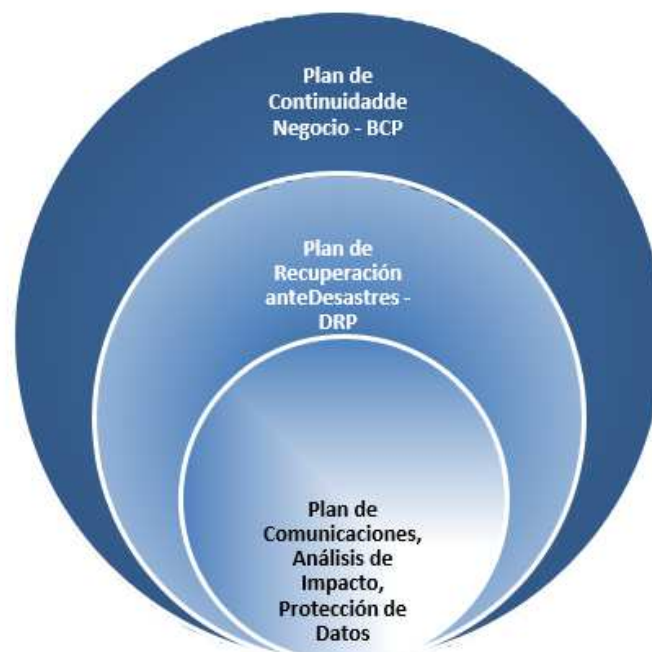 Plan de
Continuidadde
Negocio - BCP
Plan de
Recuperación
anteDesastres -
DRP
Plan de
Comunicaciones,
Análisis de
Impacto,
Protección de
Datos